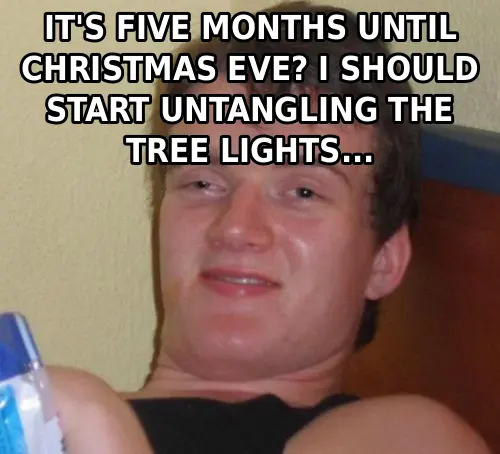 IT'S FIVE MONTHS UNTIL
CHRISTMAS EVE? I SHOULD
START UNTANGLING THE
TREE LIGHTS...